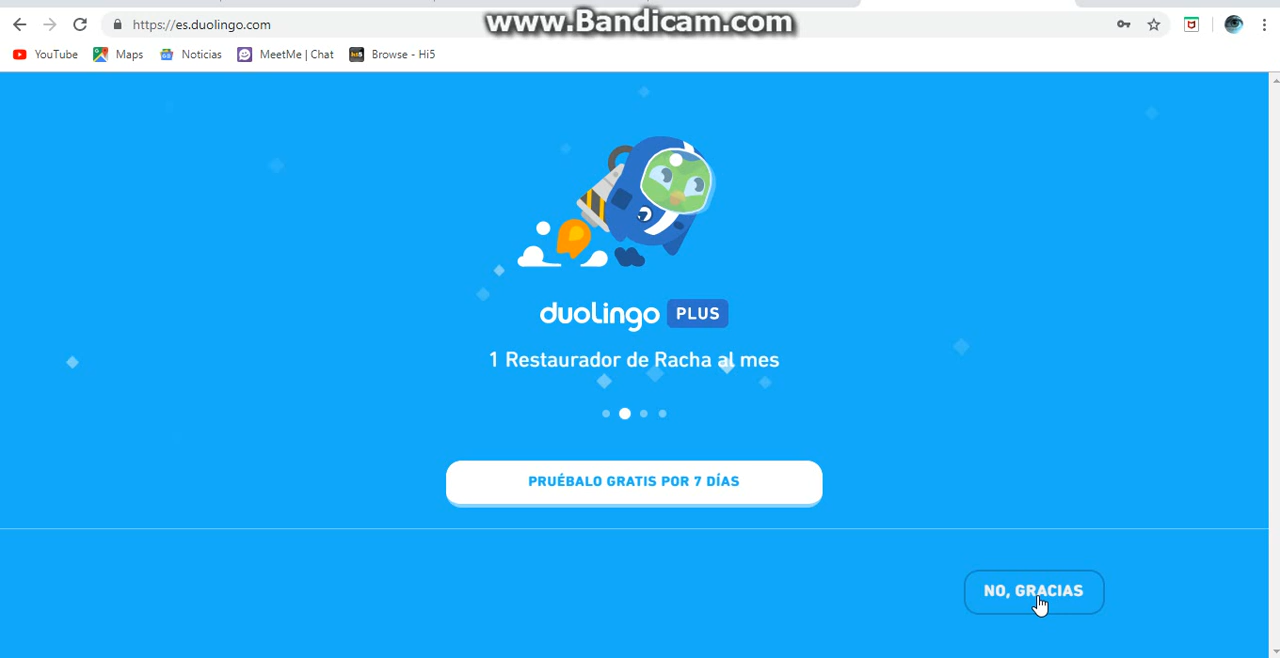 www.Bandicam.com
https://es.duolingo.com
YouTube Maps Noticias MeetMe | Chat hi5 Browse - Hi5
duolingo PLUS
1 Restaurador de Racha al mes
PRUÉBALO GRATIS POR 7 DÍAS
NO, GRACIAS